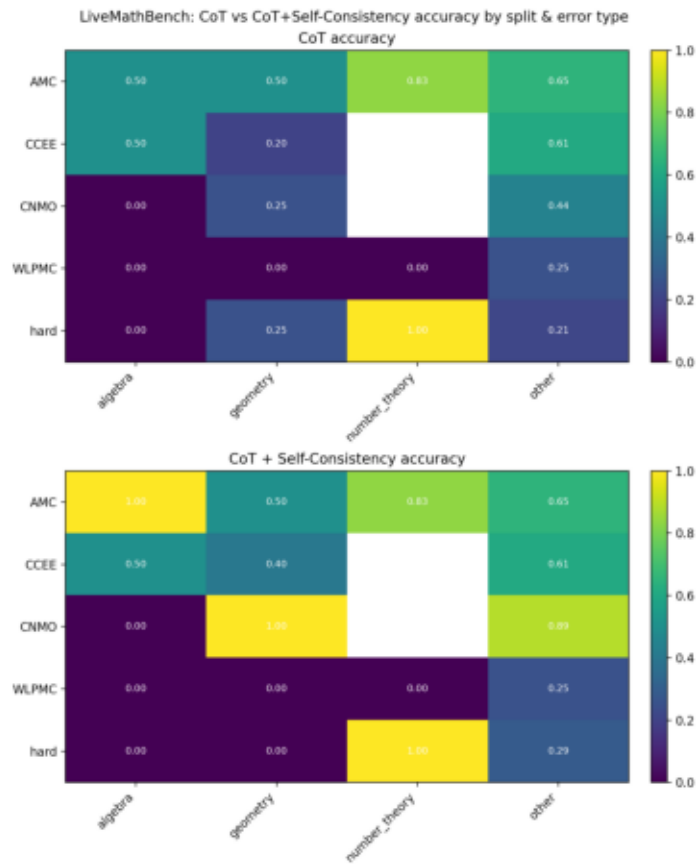 LiveMathBench: CoT vs CoT+Self-Consistency accuracy by split & error type
CoT accuracy
AMC 0.50 0.50 0.83 0.65
CCEE 0.50 0.20 0.61
CNMO 0.00 0.25 0.44
WLPMC 0.00 0.00 0.00 0.25
hard 0.00 0.25 1.00 0.21
algebra geometry number_theory other
1.0
0.8
0.6
0.4
0.2
0.0
CoT + Self-Consistency accuracy
AMC 1.00 0.50 0.83 0.65
CCEE 0.50 0.40 0.61
CNMO 0.00 1.00 0.89
WLPMC 0.00 0.00 0.00 0.25
hard 0.00 0.00 1.00 0.29
algebra geometry number_theory other
1.0
0.8
0.6
0.4
0.2
0.0